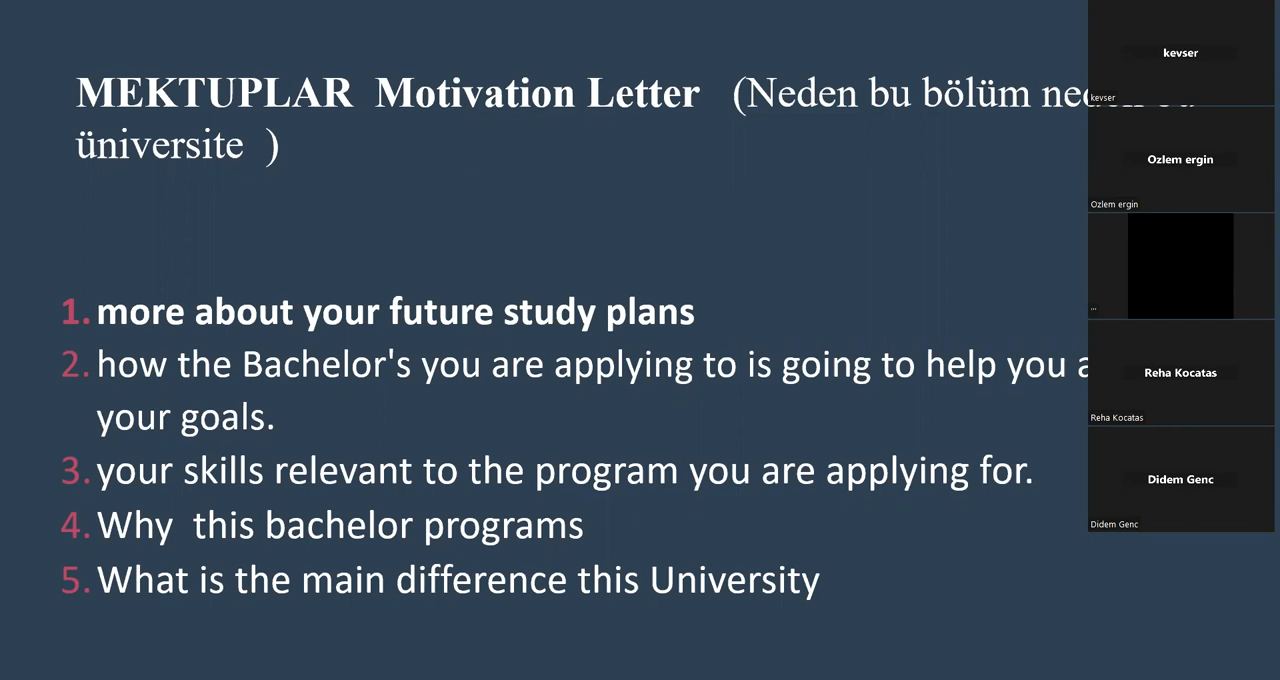 MEKTUPLAR  Motivation Letter   (Neden bu bölüm
üniversite  )
1. more about your future study plans
2. how the Bachelor's you are applying to is going to help you
your goals.
3. your skills relevant to the program you are applying for.
4. Why  this bachelor programs
5. What is the main difference this University
kevser
kevser
Ozlem ergin
Ozlem ergin
...
Reha Kocatas
Reha Kocatas
Didem Genc
Didem Genc